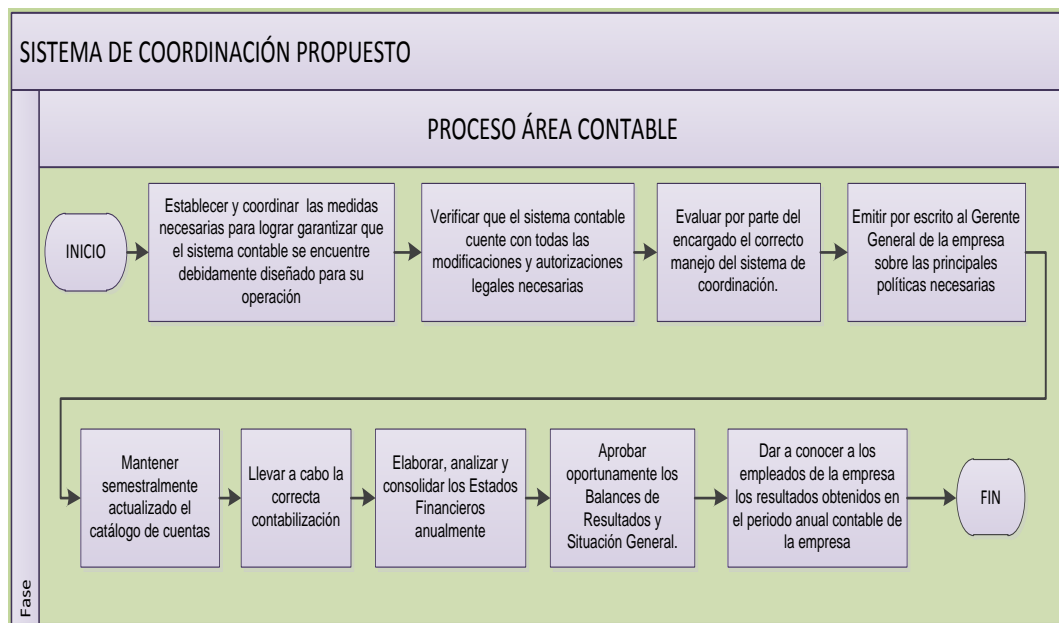 SISTEMA DE COORDINACIÓN PROPUESTO
PROCESO ÁREA CONTABLE
INICIO
Establecer y coordinar las medidas
necesarias para lograr garantizar que
el sistema contable se encuentre
debidamente diseñado para su
operación
Verificar que el sistema contable
cuente con todas las
modificaciones y autorizaciones
legales necesarias
Evaluar por parte del
encargado el correcto
manejo del sistema de
coordinación.
Emitir por escrito al Gerente
General de la empresa
sobre las principales
políticas necesarias
Mantener
semestralmente
actualizado el
catálogo de cuentas
Llevar a cabo la
correcta
contabilización
Elaborar, analizar y
consolidar los Estados
Financieros
anualmente
Aprobar
oportunamente los
Balances de
Resultados y
Situación General.
Dar a conocer a los
empleados de la empresa
los resultados obtenidos en
el periodo anual contable de
la empresa
FIN
Fase